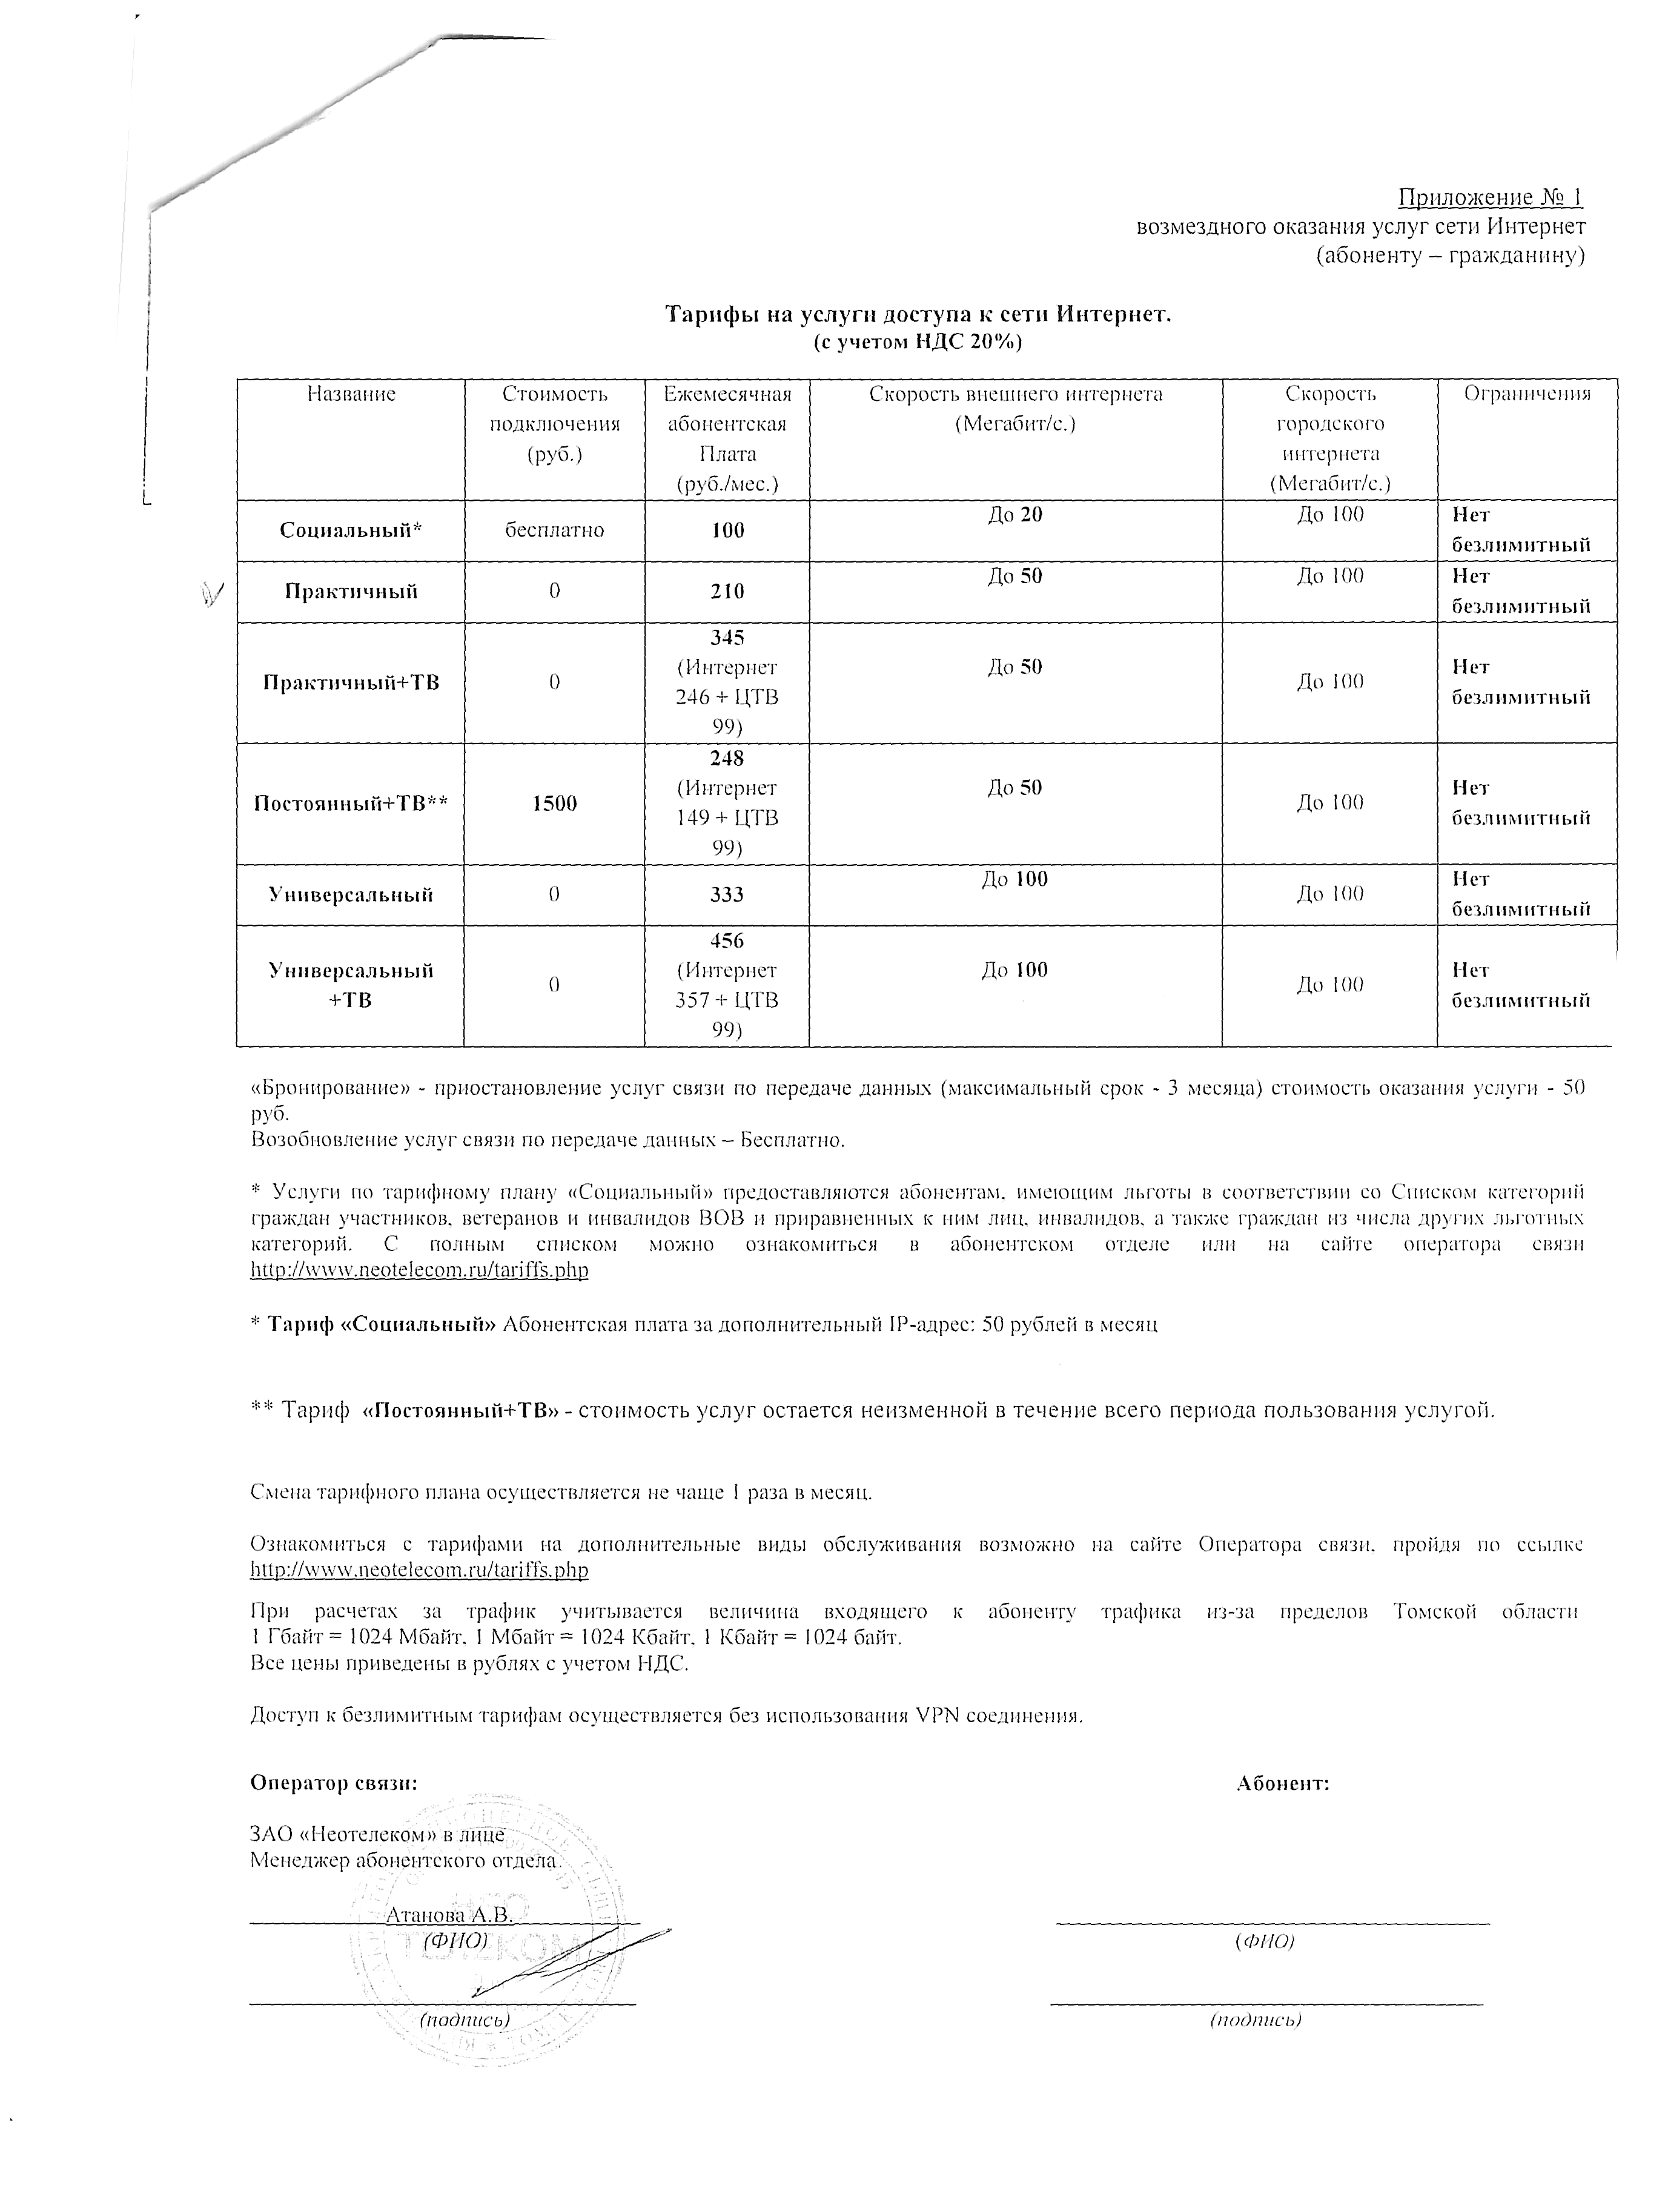 Приложение № 1
возмездного оказания услуг сети Интернет
(абоненту – гражданину)
Тарифы на услуги доступа к сети Интернет.
(с учетом НДС 20%)
Название Стоимость подключения (руб.) Ежемесячная абонентская Плата (руб./мес.) Скорость внешнего интернета (Мегабит/с.) Скорость городского интернета (Мегабит/с.) Ограничения
Социальный* бесплатно 100 До 20 До 100 Нет безлимитный
Практичный 0 210 До 50 До 100 Нет безлимитный
Практичный+ТВ 0 345 (Интернет 246 + ЦТВ 99) До 50 До 100 Нет безлимитный
Постоянный+ТВ** 1500 248 (Интернет 149 + ЦТВ 99) До 50 До 100 Нет безлимитный
Универсальный 0 333 До 100 До 100 Нет безлимитный
Универсальный +ТВ 0 456 (Интернет 357 + ЦТВ 99) До 100 До 100 Нет безлимитный
«Бронирование» - приостановление услуг связи по передаче данных (максимальный срок - 3 месяца) стоимость оказания услуги - 50
руб.
Возобновление услуг связи по передаче данных – Бесплатно.
* Услуги по тарифному плану «Социальный» предоставляются абонентам, имеющим льготы в соответствии со Списком категорий
граждан участников, ветеранов и инвалидов ВОВ и приравненных к ним лиц, инвалидов, а также граждан из числа других льготных
категорий. С полным списком можно ознакомиться в абонентском отделе или на сайте оператора связи
http://www.neotelecom.ru/tariffs.php
* Тариф «Социальный» Абонентская плата за дополнительный IP-адрес: 50 рублей в месяц
** Тариф «Постоянный+ТВ» - стоимость услуг остается неизменной в течение всего периода пользования услугой.
Смена тарифного плана осуществляется не чаще 1 раза в месяц.
Ознакомиться с тарифами на дополнительные виды обслуживания возможно на сайте Оператора связи, пройдя по ссылке
http://www.neotelecom.ru/tariffs.php
При расчетах за трафик учитывается величина входящего к абоненту трафика из-за пределов Томской области
1 Гбайт = 1024 Мбайт, 1 Мбайт = 1024 Кбайт, 1 Кбайт = 1024 байт.
Все цены приведены в рублях с учетом НДС.
Доступ к безлимитным тарифам осуществляется без использования VPN соединения.
Оператор связи: Абонент:
ЗАО «Неотелеком» в лице
Менеджер абонентского отдела
Атанова А.В.
(ФИО) (ФИО)
ТЕЛЕКОМ
(подпись) (подпись)